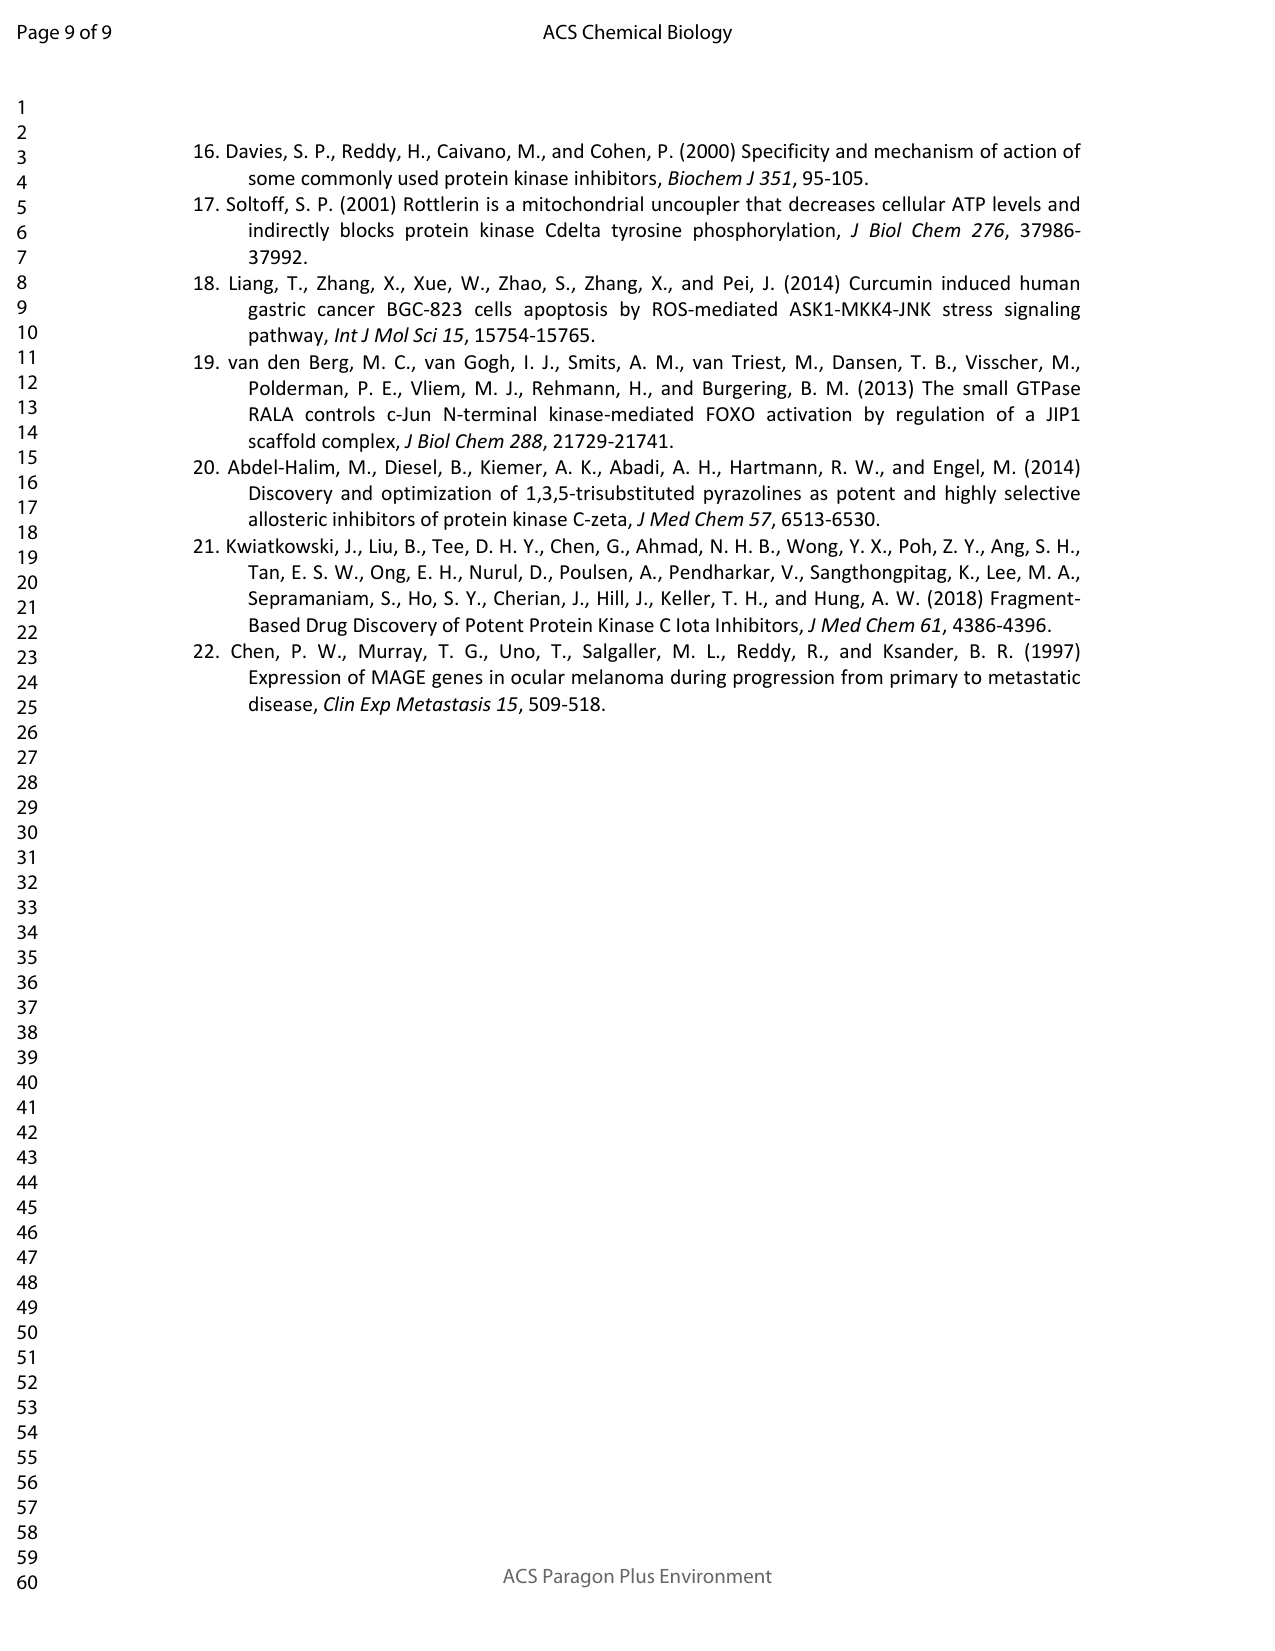 Page 9 of 9
ACS Chemical Biology
1
2
3
4
5
6
7
8
9
10
11
12
13
14
15
16
17
18
19
20
21
22
23
24
25
26
27
28
29
30
31
32
33
34
35
36
37
38
39
40
41
42
43
44
45
46
47
48
49
50
51
52
53
54
55
56
57
58
59
60
16. Davies, S. P., Reddy, H., Caivano, M., and Cohen, P. (2000) Specificity and mechanism of action of
some commonly used protein kinase inhibitors, Biochem J 351, 95-105.
17. Soltoff, S. P. (2001) Rottlerin is a mitochondrial uncoupler that decreases cellular ATP levels and
indirectly blocks protein kinase Cdelta tyrosine phosphorylation, J Biol Chem 276, 37986-
37992.
18. Liang, T., Zhang, X., Xue, W., Zhao, S., Zhang, X., and Pei, J. (2014) Curcumin induced human
gastric cancer BGC-823 cells apoptosis by ROS-mediated ASK1-MKK4-JNK stress signaling
pathway, Int J Mol Sci 15, 15754-15765.
19. van den Berg, M. C., van Gogh, I. J., Smits, A. M., van Triest, M., Dansen, T. B., Visscher, M.,
Polderman, P. E., Vliem, M. J., Rehmann, H., and Burgering, B. M. (2013) The small GTPase
RALA controls c-Jun N-terminal kinase-mediated FOXO activation by regulation of a JIP1
scaffold complex, J Biol Chem 288, 21729-21741.
20. Abdel-Halim, M., Diesel, B., Kiemer, A. K., Abadi, A. H., Hartmann, R. W., and Engel, M. (2014)
Discovery and optimization of 1,3,5-trisubstituted pyrazolines as potent and highly selective
allosteric inhibitors of protein kinase C-zeta, J Med Chem 57, 6513-6530.
21. Kwiatkowski, J., Liu, B., Tee, D. H. Y., Chen, G., Ahmad, N. H. B., Wong, Y. X., Poh, Z. Y., Ang, S. H.,
Tan, E. S. W., Ong, E. H., Nurul, D., Poulsen, A., Pendharkar, V., Sangthongpitag, K., Lee, M. A.,
Sepramaniam, S., Ho, S. Y., Cherian, J., Hill, J., Keller, T. H., and Hung, A. W. (2018) Fragment-
Based Drug Discovery of Potent Protein Kinase C Iota Inhibitors, J Med Chem 61, 4386-4396.
22. Chen, P. W., Murray, T. G., Uno, T., Salgaller, M. L., Reddy, R., and Ksander, B. R. (1997)
Expression of MAGE genes in ocular melanoma during progression from primary to metastatic
disease, Clin Exp Metastasis 15, 509-518.
ACS Paragon Plus Environment